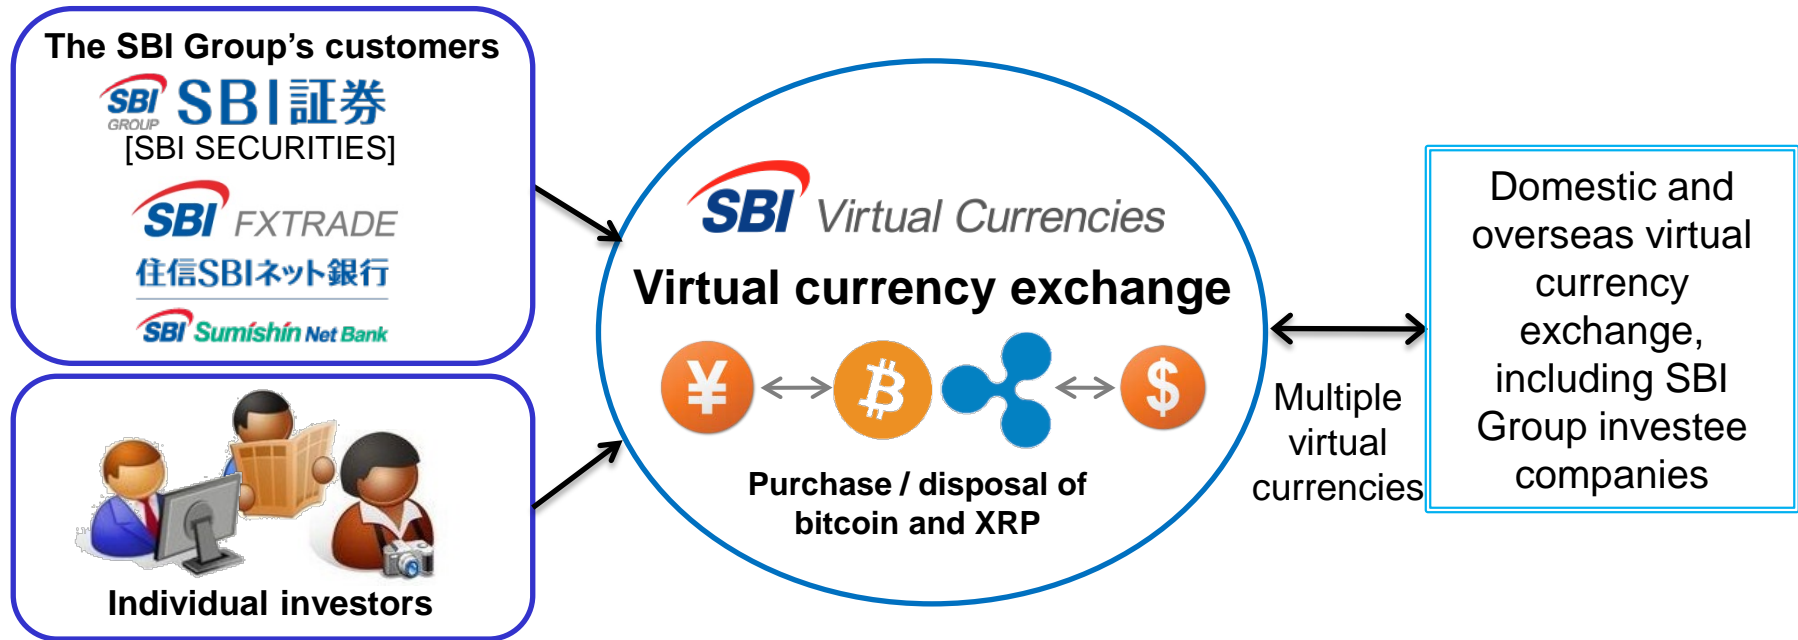 The SBI Group’s customers
SBI GROUP SBI証券
[SBI SECURITIES]
SBI FXTRADE
住信SBIネット銀行
SBI Sumishin Net Bank
Individual investors
SBI Virtual Currencies
Virtual currency exchange
¥ ₿ $
Purchase / disposal of
bitcoin and XRP
Multiple
virtual
currencies
Domestic and
overseas virtual
currency
exchange,
including SBI
Group investee
companies